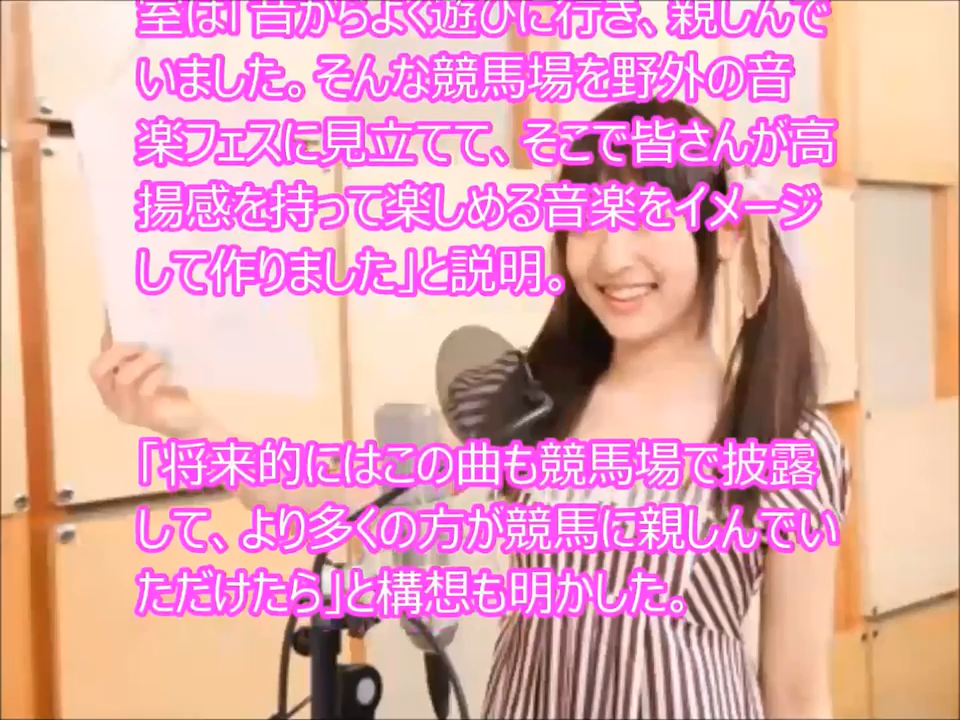 室は「昔からよく遊びに行き、親しんで
いました。そんな競馬場を野外の音
楽フェスに見立てて、そこで皆さんが高
揚感を持って楽しめる音楽をイメージ
して作りました」と説明。
「将来的にはこの曲も競馬場で披露
して、より多くの方が競馬に親しんでい
ただけたら」と構想も明かした。